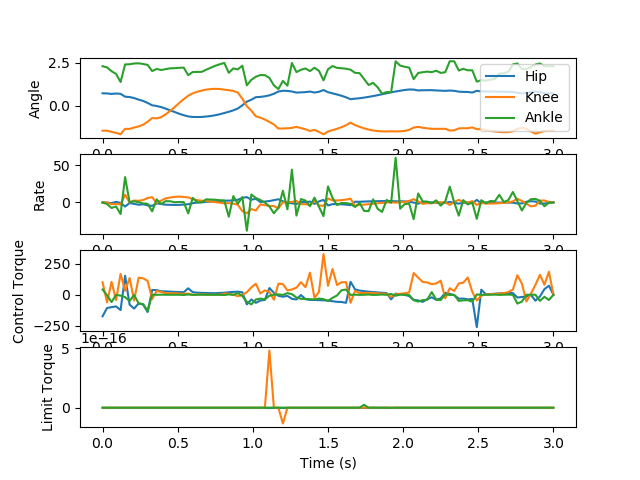 2.5
0.0
Angle
Hip
Knee
Ankle
0.0 0.5 1.0 1.5 2.0 2.5 3.0
50
0
Rate
0.0 0.5 1.0 1.5 2.0 2.5 3.0
250
0
−250
Control Torque
0.0 0.5 1.0 1.5 2.0 2.5 3.0
1e−16
5
0
Limit Torque
0.0 0.5 1.0 1.5 2.0 2.5 3.0
Time (s)